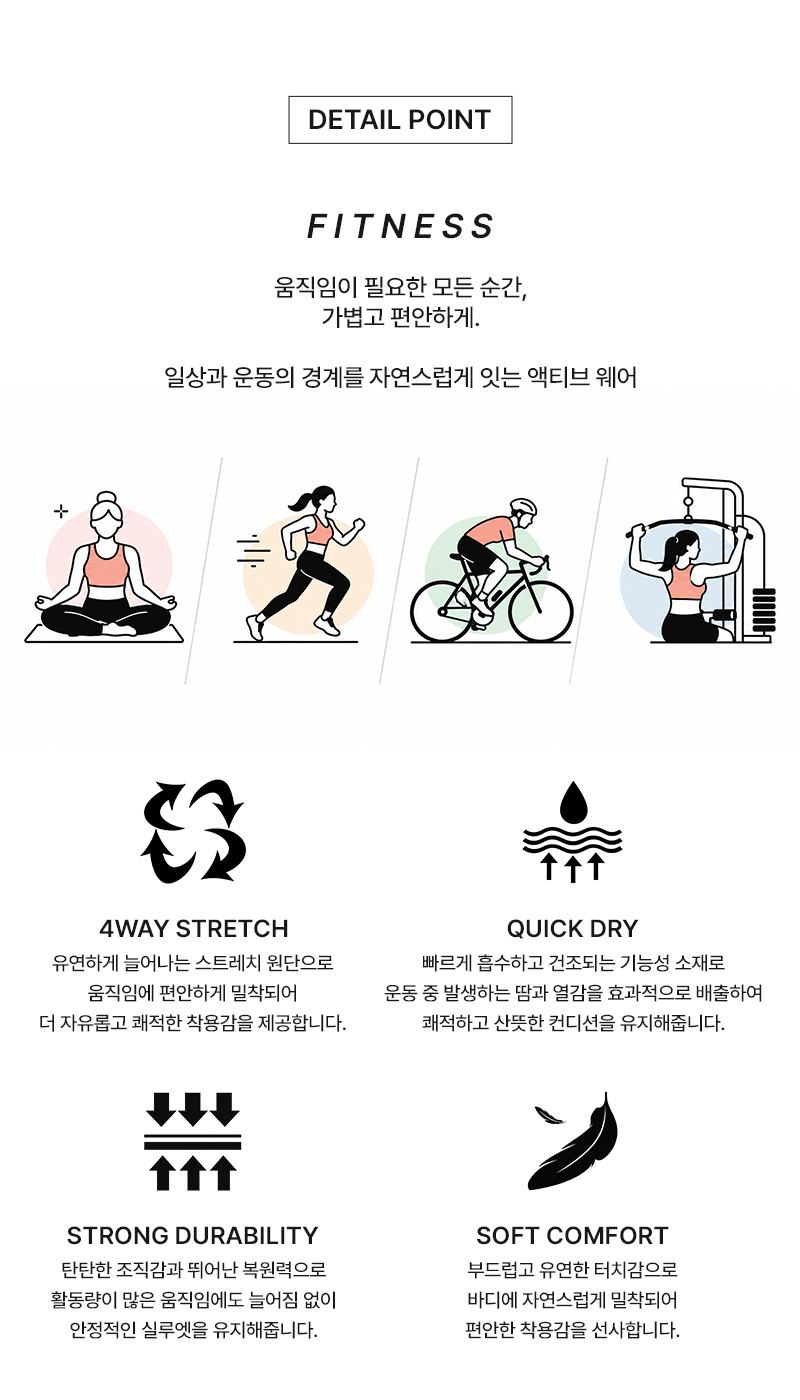 DETAIL POINT
FITNESS
움직임이 필요한 모든 순간,
가볍고 편안하게.
일상과 운동의 경계를 자연스럽게 잇는 액티브 웨어
4WAY STRETCH
유연하게 늘어나는 스트레치 원단으로
움직임에 편안하게 밀착되어
더 자유롭고 쾌적한 착용감을 제공합니다.
QUICK DRY
빠르게 흡수하고 건조되는 기능성 소재로
운동 중 발생하는 땀과 열감을 효과적으로 배출하여
쾌적하고 산뜻한 컨디션을 유지해줍니다.
STRONG DURABILITY
탄탄한 조직감과 뛰어난 복원력으로
활동량이 많은 움직임에도 늘어짐 없이
안정적인 실루엣을 유지해줍니다.
SOFT COMFORT
부드럽고 유연한 터치감으로
바디에 자연스럽게 밀착되어
편안한 착용감을 선사합니다.